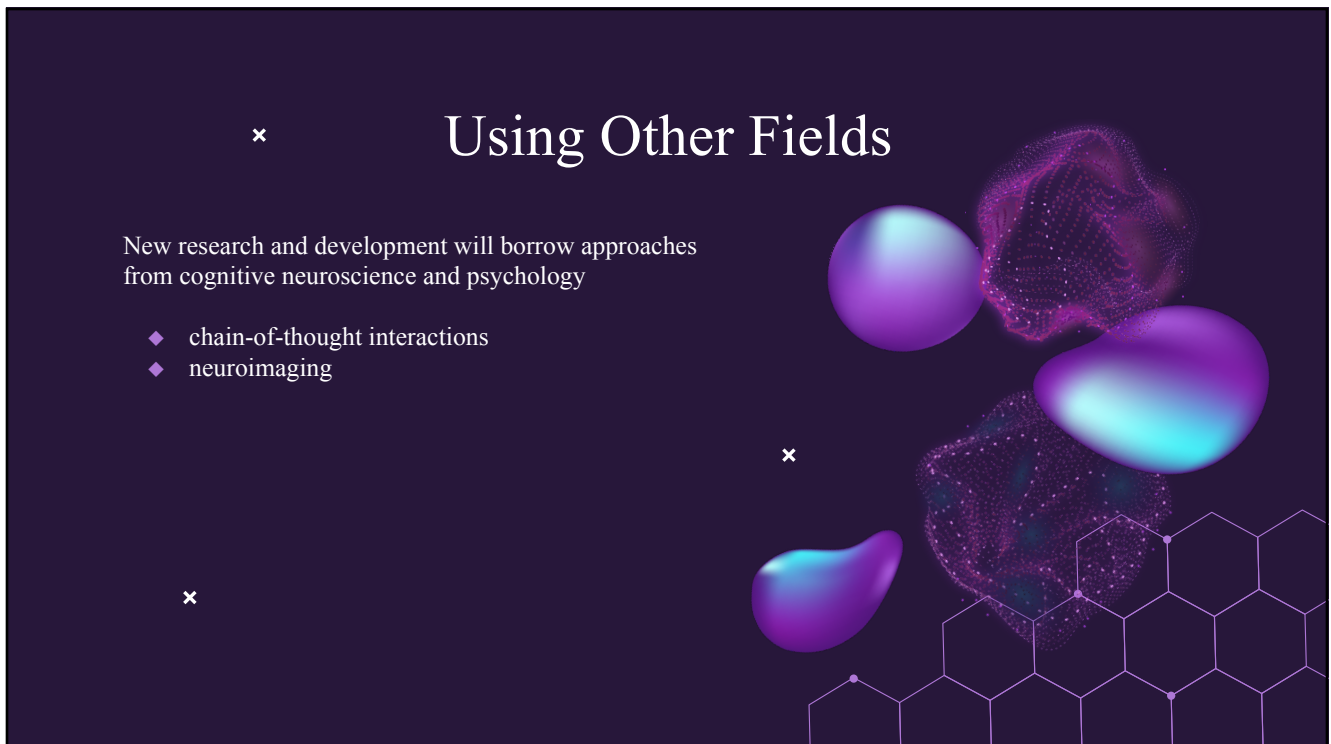 Using Other Fields
New research and development will borrow approaches
from cognitive neuroscience and psychology
chain-of-thought interactions
neuroimaging